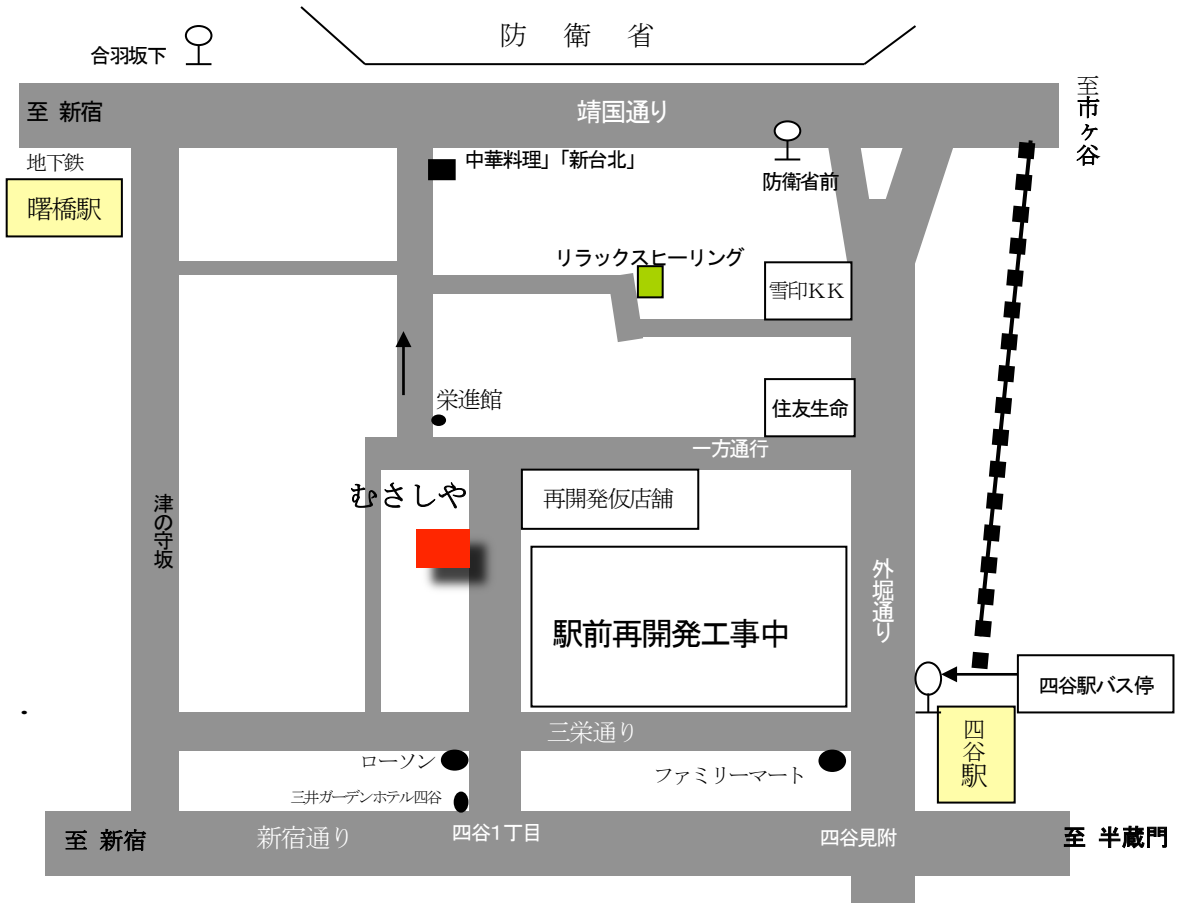 防　衛　省
合羽坂下
至 新宿
靖国通り
至市ヶ谷
地下鉄
曙橋駅
中華料理」「新台北」
防衛省前
リラックスヒーリング
雪印ＫＫ
栄進館
住友生命
一方通行
むさしや
再開発仮店舗
津の守坂
外堀通り
駅前再開発工事中
四谷駅バス停
四谷駅
三栄通り
ローソン
ファミリーマート
三井ガーデンホテル四谷
至 新宿
新宿通り
四谷1丁目
四谷見附
至 半蔵門